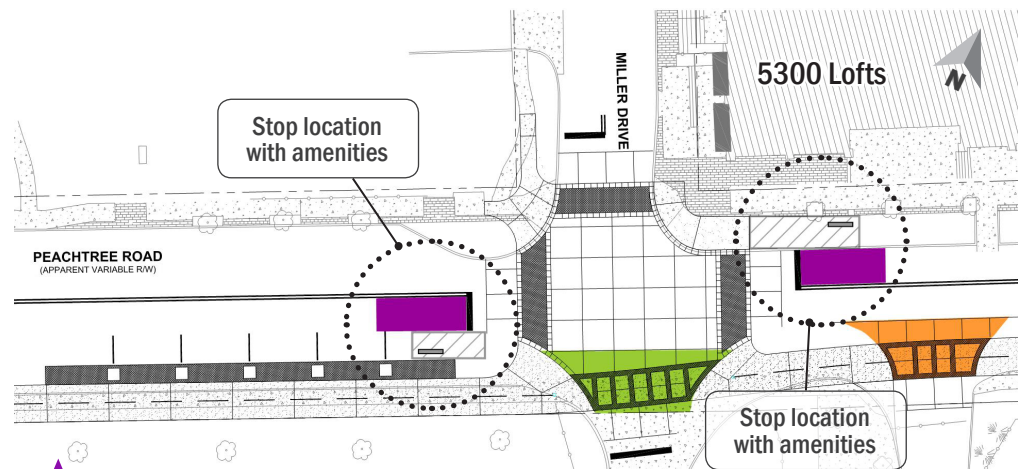 5300 Lofts
N
MILLER DRIVE
Stop location
with amenities
PEACHTREE ROAD
(APPARENT VARIABLE R/W)
Stop location
with amenities